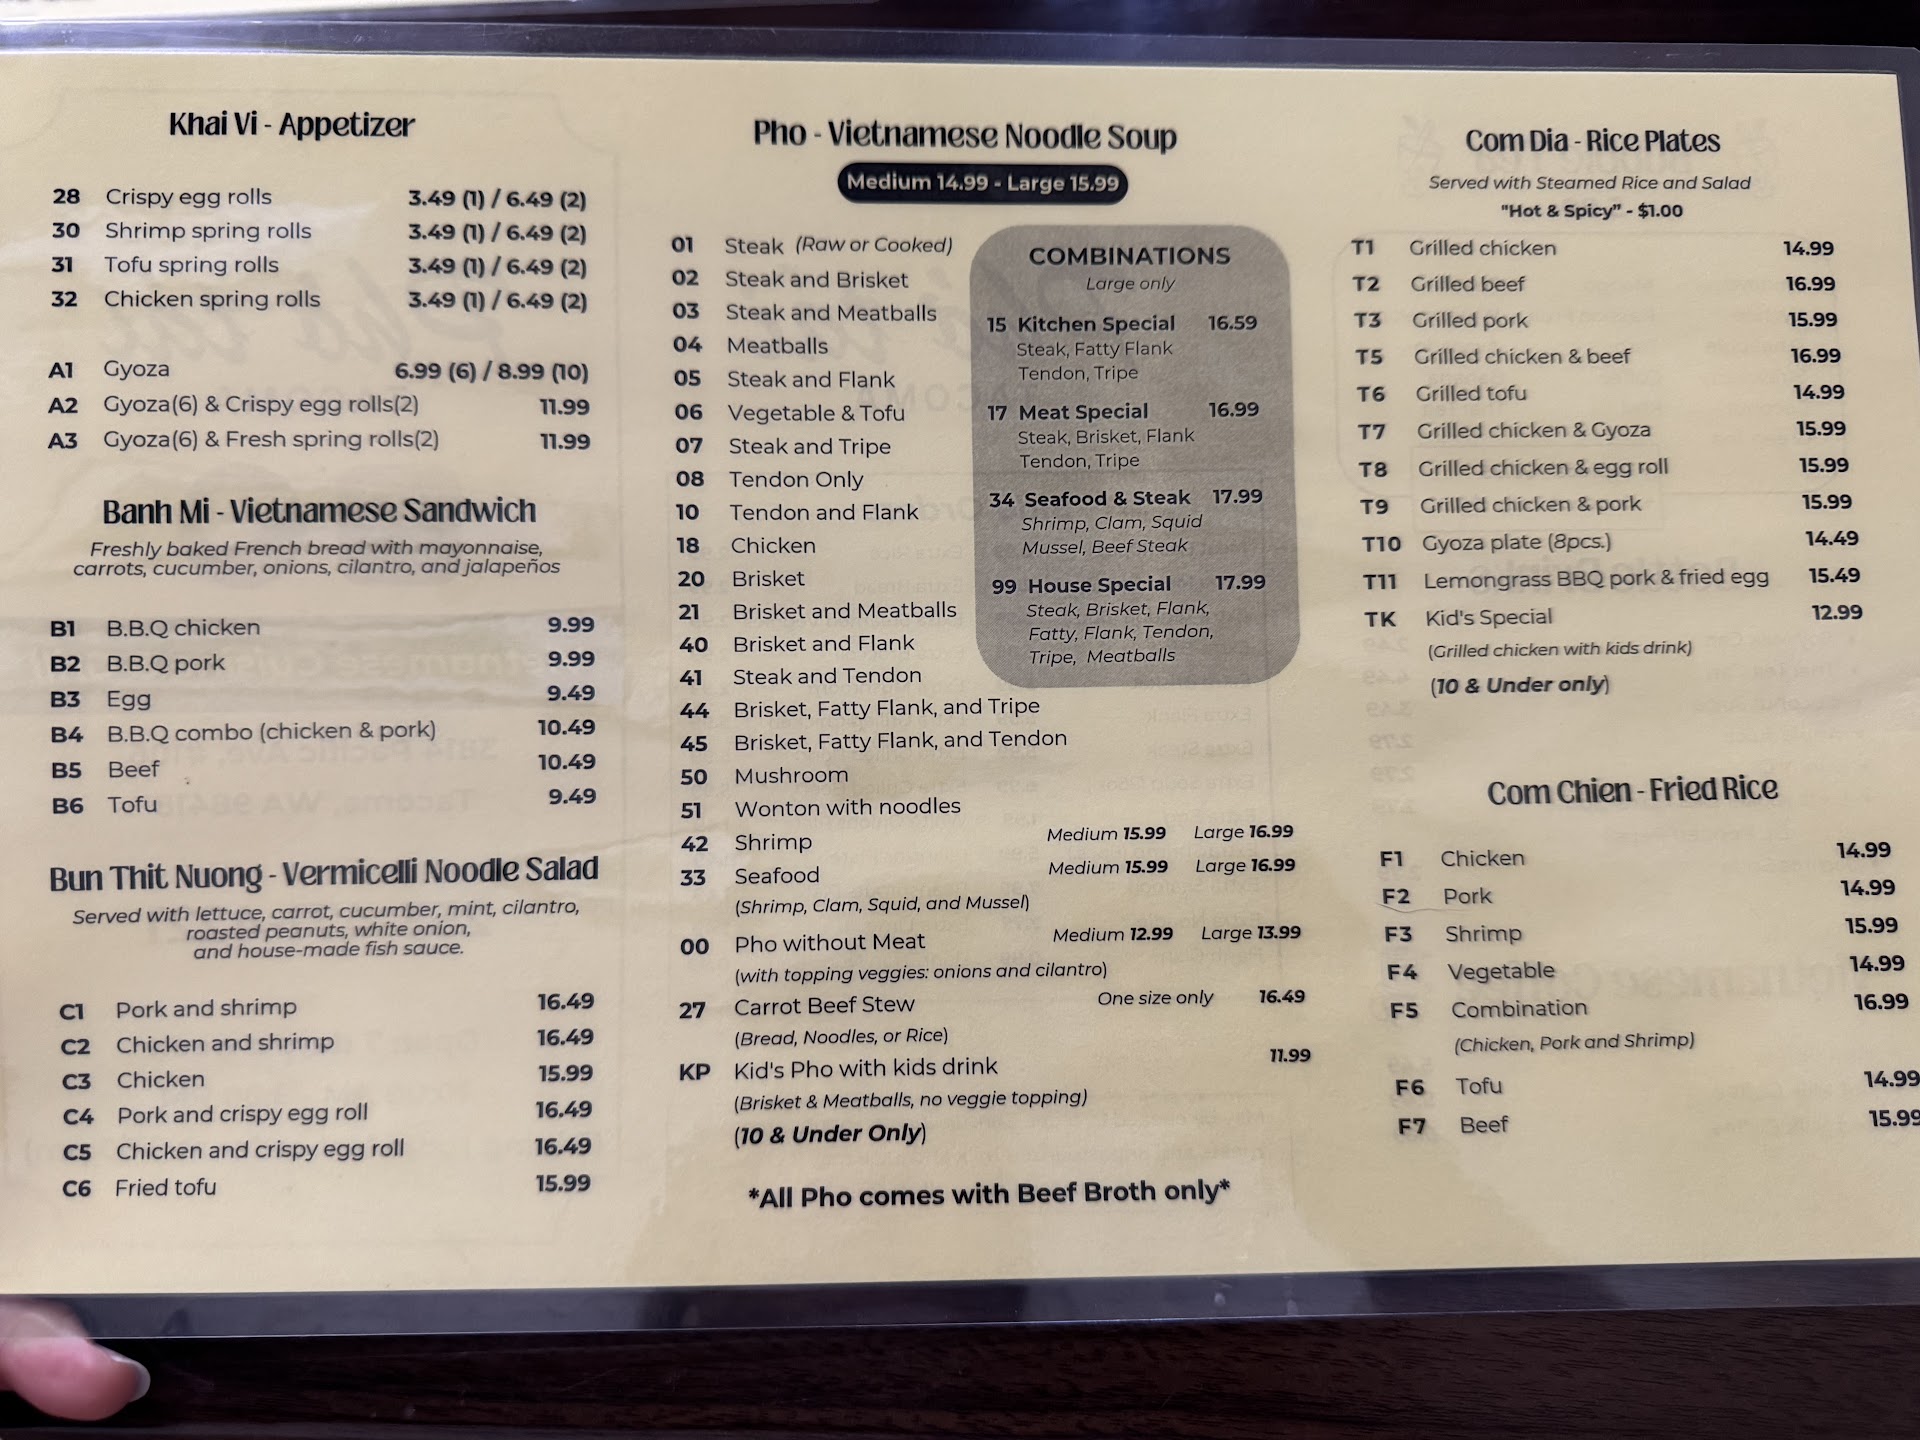 Khai Vi - Appetizer
28 Crispy egg rolls 3.49 (1) / 6.49 (2)
30 Shrimp spring rolls 3.49 (1) / 6.49 (2)
31 Tofu spring rolls 3.49 (1) / 6.49 (2)
32 Chicken spring rolls 3.49 (1) / 6.49 (2)
A1 Gyoza 6.99 (6) / 8.99 (10)
A2 Gyoza(6) & Crispy egg rolls(2) 11.99
A3 Gyoza(6) & Fresh spring rolls(2) 11.99
Banh Mi - Vietnamese Sandwich
Freshly baked French bread with mayonnaise,
carrots, cucumber, onions, cilantro, and jalapeños
B1 B.B.Q chicken 9.99
B2 B.B.Q pork 9.99
B3 Egg 9.49
B4 B.B.Q combo (chicken & pork) 10.49
B5 Beef 10.49
B6 Tofu 9.49
Bun Thit Nuong - Vermicelli Noodle Salad
Served with lettuce, carrot, cucumber, mint, cilantro,
roasted peanuts, white onion,
and house-made fish sauce.
C1 Pork and shrimp 16.49
C2 Chicken and shrimp 16.49
C3 Chicken 15.99
C4 Pork and crispy egg roll 16.49
C5 Chicken and crispy egg roll 16.49
C6 Fried tofu 15.99
Pho - Vietnamese Noodle Soup
Medium 14.99 - Large 15.99
01 Steak (Raw or Cooked)
02 Steak and Brisket
03 Steak and Meatballs
04 Meatballs
05 Steak and Flank
06 Vegetable & Tofu
07 Steak and Tripe
08 Tendon Only
10 Tendon and Flank
18 Chicken
20 Brisket
21 Brisket and Meatballs
40 Brisket and Flank
41 Steak and Tendon
44 Brisket, Fatty Flank, and Tripe
45 Brisket, Fatty Flank, and Tendon
50 Mushroom
51 Wonton with noodles
42 Shrimp Medium 15.99 Large 16.99
33 Seafood Medium 15.99 Large 16.99
(Shrimp, Clam, Squid, and Mussel)
00 Pho without Meat Medium 12.99 Large 13.99
(with topping veggies: onions and cilantro)
27 Carrot Beef Stew One size only 16.49
(Bread, Noodles, or Rice)
KP Kid's Pho with kids drink 11.99
(Brisket & Meatballs, no veggie topping)
(10 & Under Only)
*All Pho comes with Beef Broth only*
COMBINATIONS
Large only
15 Kitchen Special 16.59
Steak, Fatty Flank
Tendon, Tripe
17 Meat Special 16.99
Steak, Brisket, Flank
Tendon, Tripe
34 Seafood & Steak 17.99
Shrimp, Clam, Squid
Mussel, Beef Steak
99 House Special 17.99
Steak, Brisket, Flank,
Fatty, Flank, Tendon,
Tripe, Meatballs
Com Dia - Rice Plates
Served with Steamed Rice and Salad
"Hot & Spicy" - $1.00
T1 Grilled chicken 14.99
T2 Grilled beef 16.99
T3 Grilled pork 15.99
T5 Grilled chicken & beef 16.99
T6 Grilled tofu 14.99
T7 Grilled chicken & Gyoza 15.99
T8 Grilled chicken & egg roll 15.99
T9 Grilled chicken & pork 15.99
T10 Gyoza plate (8pcs.) 14.49
T11 Lemongrass BBQ pork & fried egg 15.49
TK Kid's Special 12.99
(Grilled chicken with kids drink)
(10 & Under only)
Com Chien - Fried Rice
F1 Chicken 14.99
F2 Pork 14.99
F3 Shrimp 15.99
F4 Vegetable 14.99
F5 Combination 16.99
(Chicken, Pork and Shrimp)
F6 Tofu 14.99
F7 Beef 15.99